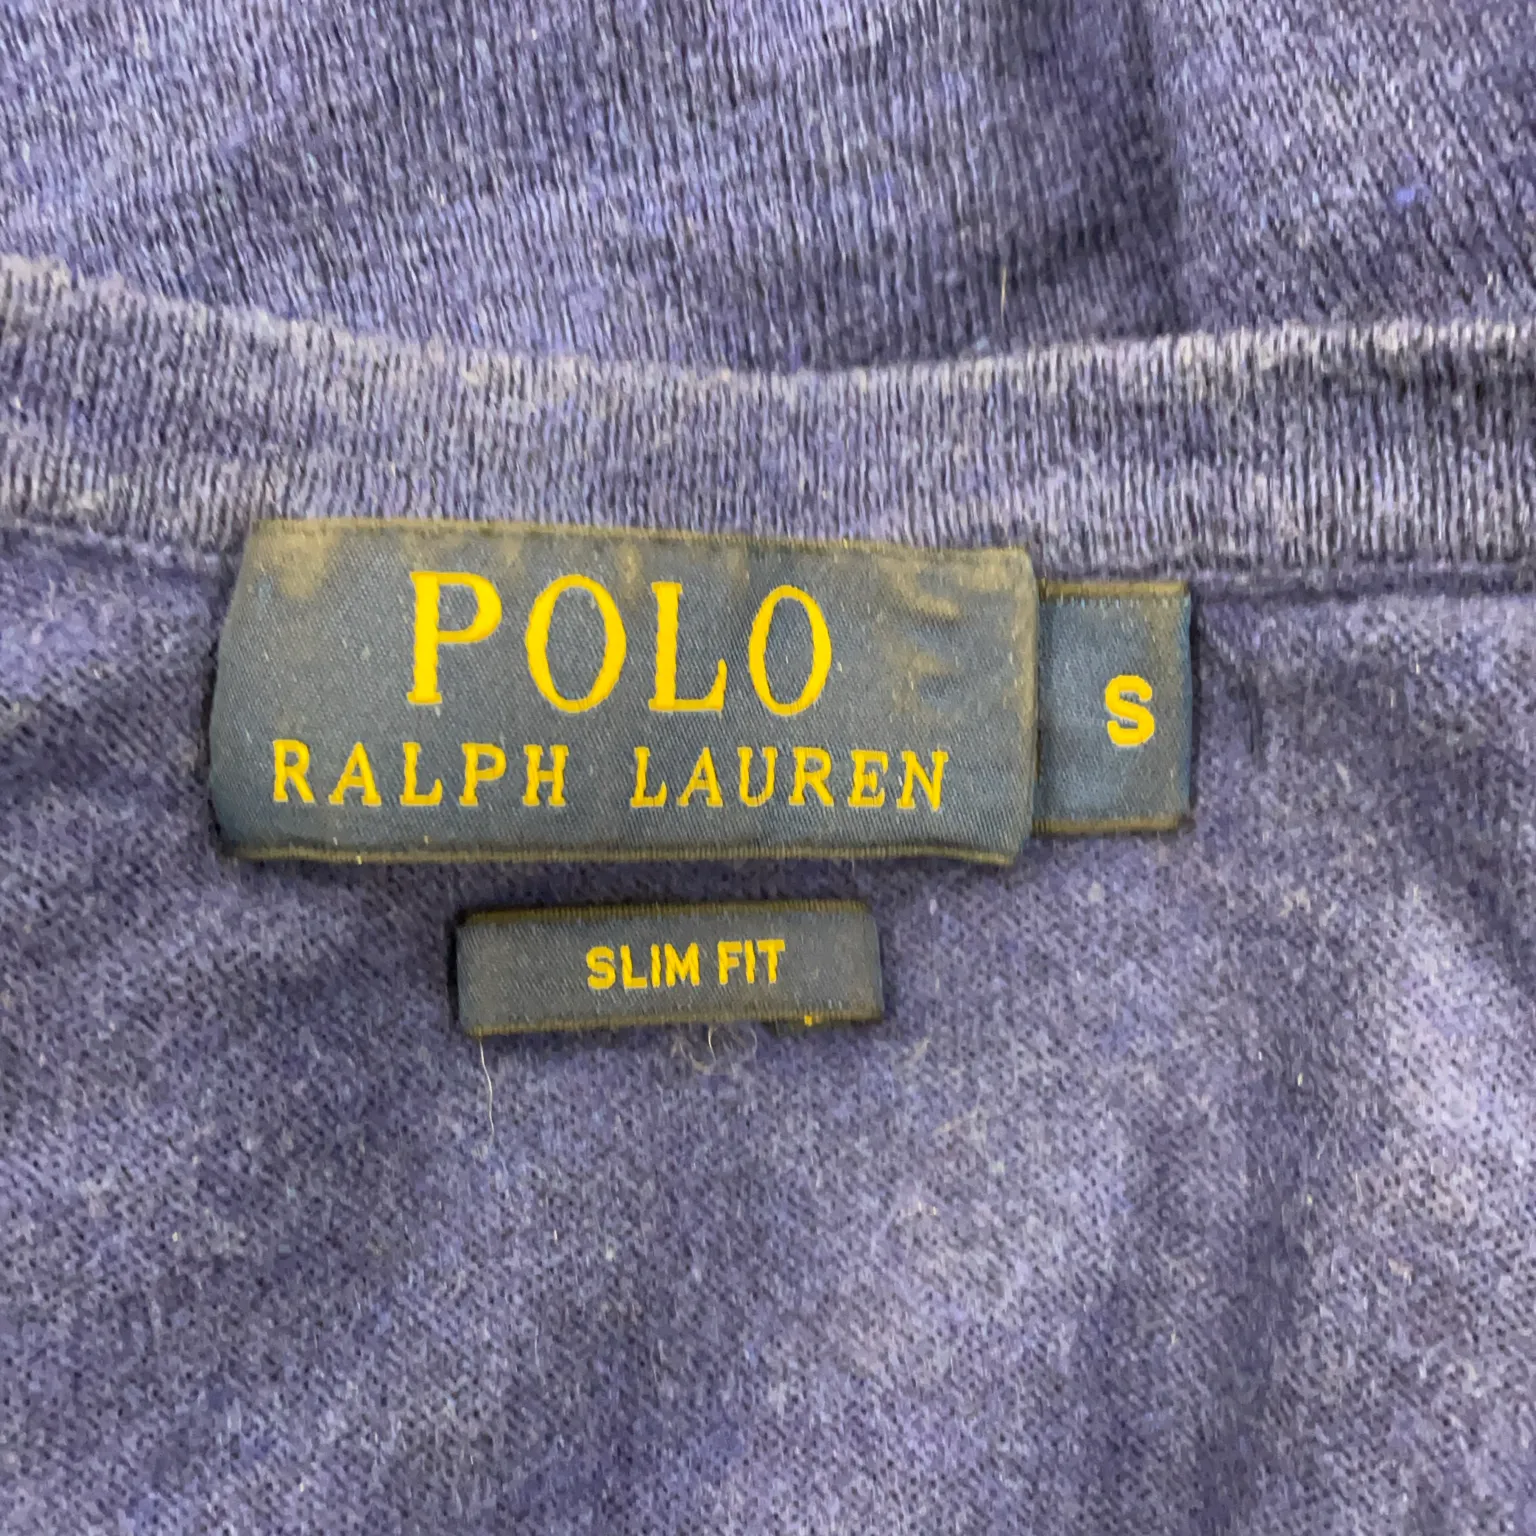 POLO
RALPH LAUREN
S
SLIM FIT